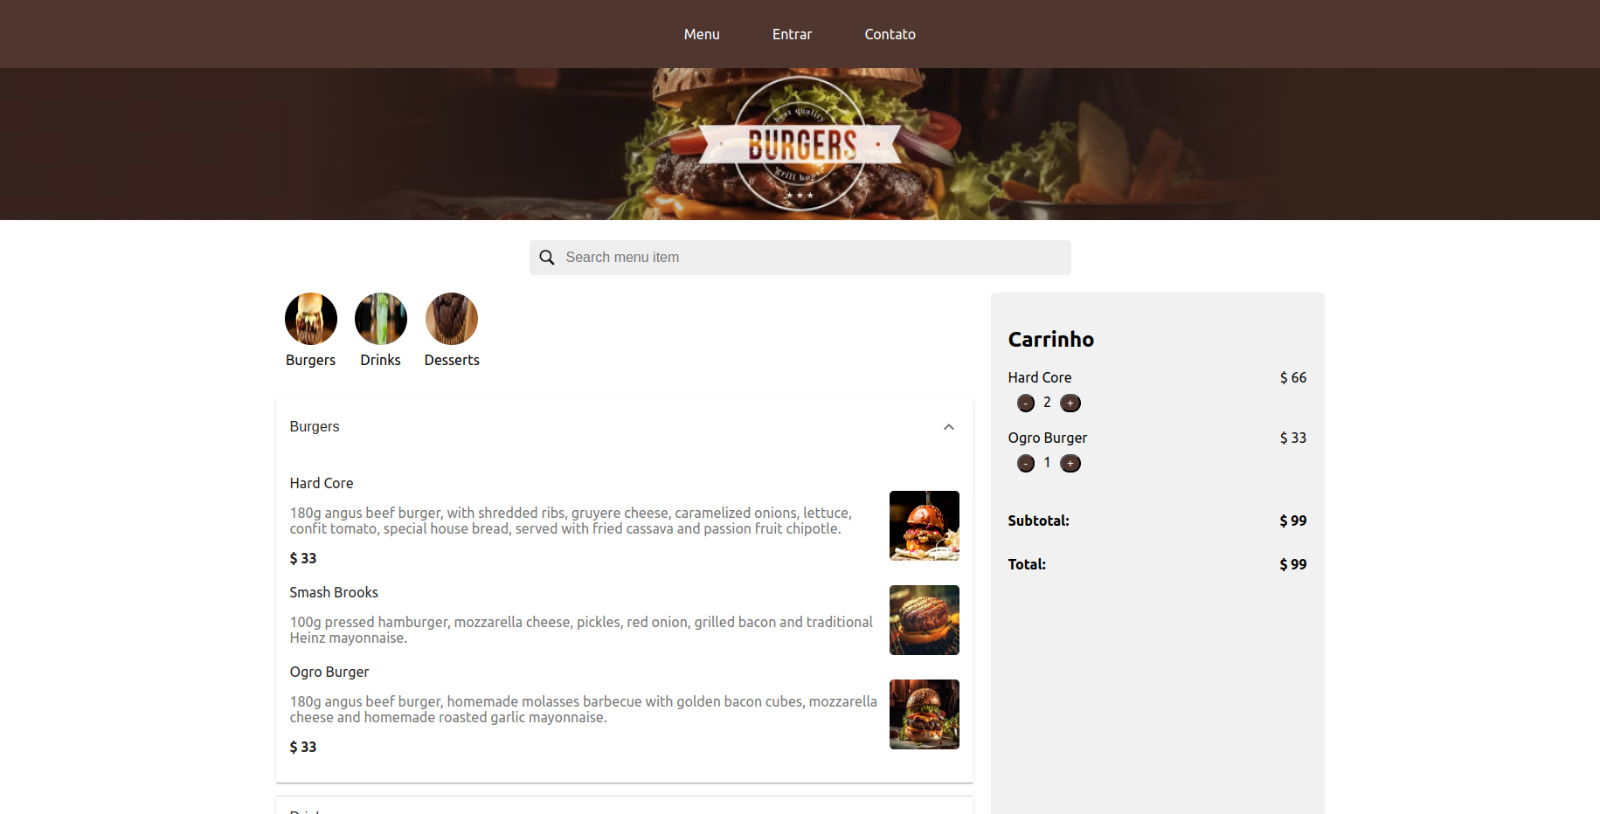 Menu
Entrar
Contato
best quality
BURGERS
Search menu item
Burgers
Drinks
Desserts
Burgers
Hard Core
180g angus beef burger, with shredded ribs, gruyere cheese, caramelized onions, lettuce,
confit tomato, special house bread, served with fried cassava and passion fruit chipotle.
$ 33
Smash Brooks
100g pressed hamburger, mozzarella cheese, pickles, red onion, grilled bacon and traditional
Heinz mayonnaise.
Ogro Burger
180g angus beef burger, homemade molasses barbecue with golden bacon cubes, mozzarella
cheese and homemade roasted garlic mayonnaise.
$ 33
Carrinho
Hard Core $ 66
- 2 +
Ogro Burger $ 33
- 1 +
Subtotal: $ 99
Total: $ 99